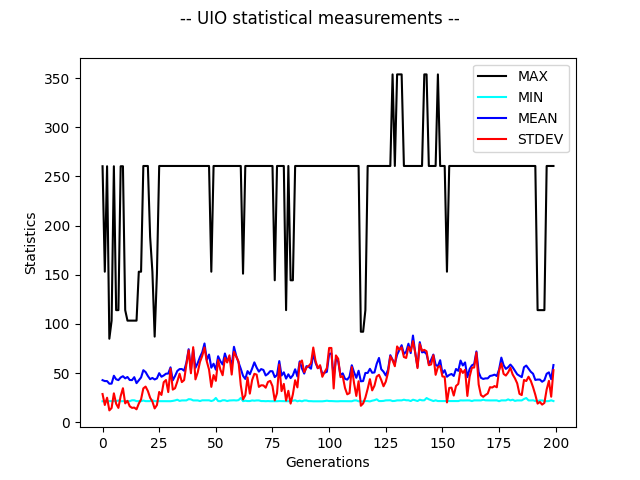 -- UIO statistical measurements --
MAX
MIN
MEAN
STDEV
Statistics
350
300
250
200
150
100
50
0
0 25 50 75 100 125 150 175 200
Generations